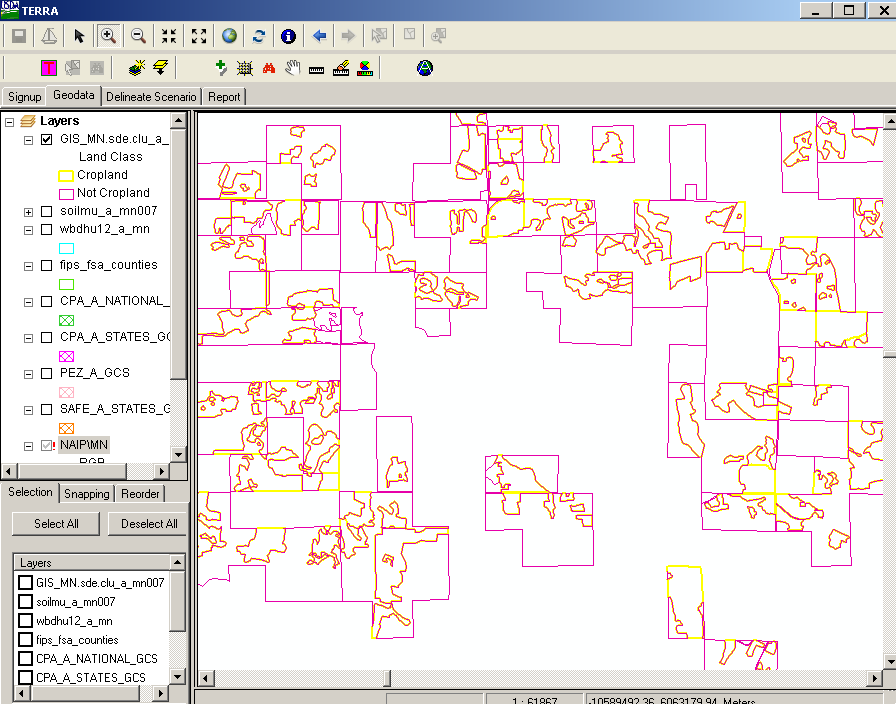 USDA TERRA
Signup Geodata Delineate Scenario Report
Layers
GIS_MN.sde.clu_a_
Land Class
Cropland
Not Cropland
soilmu_a_mn007
wbdhu12_a_mn
fips_fsa_counties
CPA_A_NATIONAL_
CPA_A_STATES_GC
PEZ_A_GCS
SAFE_A_STATES_G
NAIP\MN
RGB
Selection Snapping Reorder
Select All Deselect All
Layers
GIS_MN.sde.clu_a_mn007
soilmu_a_mn007
wbdhu12_a_mn
fips_fsa_counties
CPA_A_NATIONAL_GCS
CPA_A_STATES_GCS
1 : 61867 -10589492.36 6063179.94 Meters